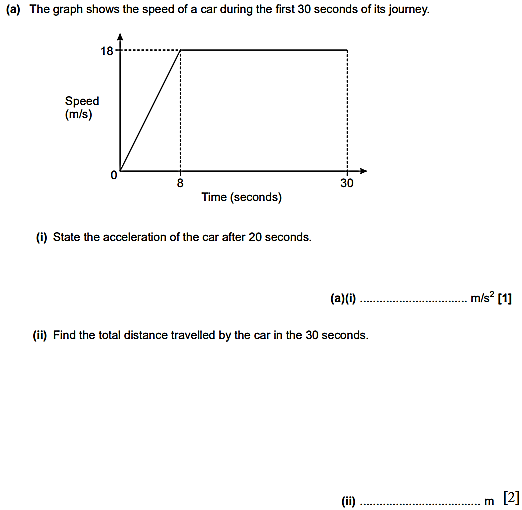 (a) The graph shows the speed of a car during the first 30 seconds of its journey.
18
Speed
(m/s)
0
8
30
Time (seconds)
(i) State the acceleration of the car after 20 seconds.
(a)(i) ................................ m/s² [1]
(ii) Find the total distance travelled by the car in the 30 seconds.
(ii) .................................... m [2]